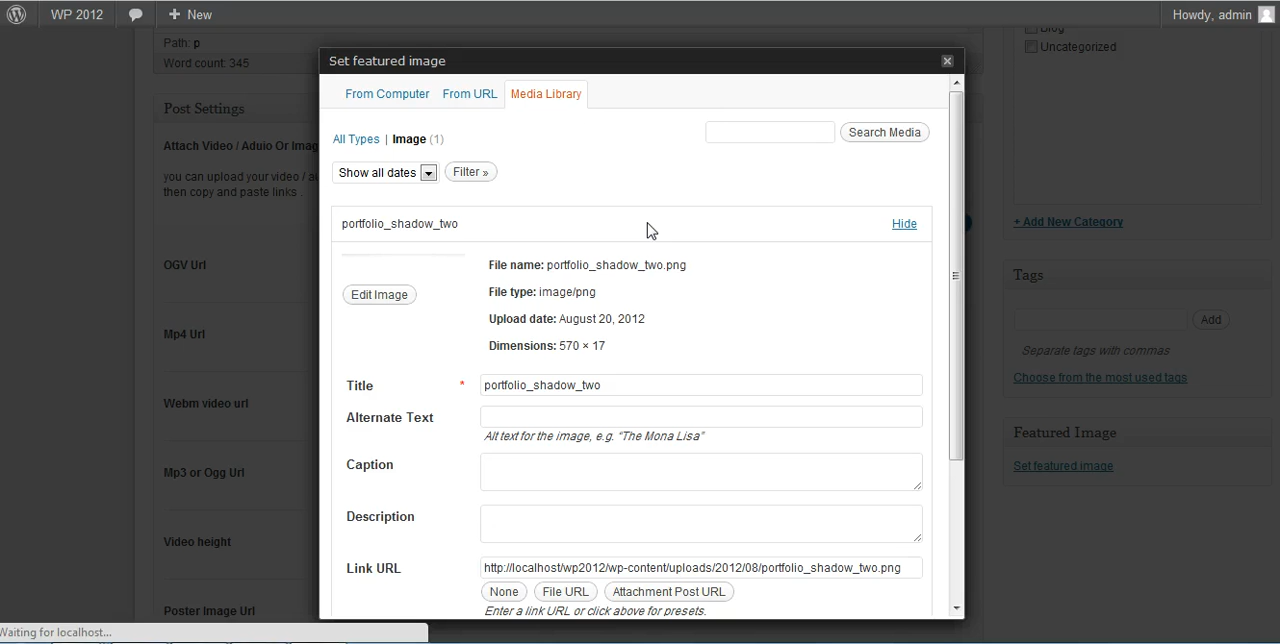 WP 2012
New
Howdy, admin
Path: p
Word count: 345
Post Settings
Attach Video / Aduio Or Imag
you can upload your video / au
then copy and paste links .
OGV Url
Mp4 Url
Webm video url
Mp3 or Ogg Url
Video height
Poster Image Url
Waiting for localhost...
Set featured image
From Computer
From URL
Media Library
All Types | Image (1)
Search Media
Show all dates
Filter »
portfolio_shadow_two
Hide
Edit Image
File name: portfolio_shadow_two.png
File type: image/png
Upload date: August 20, 2012
Dimensions: 570 × 17
Title *
portfolio_shadow_two
Alternate Text
Alt text for the image, e.g. “The Mona Lisa”
Caption
Description
Link URL
http://localhost/wp2012/wp-content/uploads/2012/08/portfolio_shadow_two.png
None
File URL
Attachment Post URL
Enter a link URL or click above for presets.
Blog
Uncategorized
+ Add New Category
Tags
Add
Separate tags with commas
Choose from the most used tags
Featured Image
Set featured image